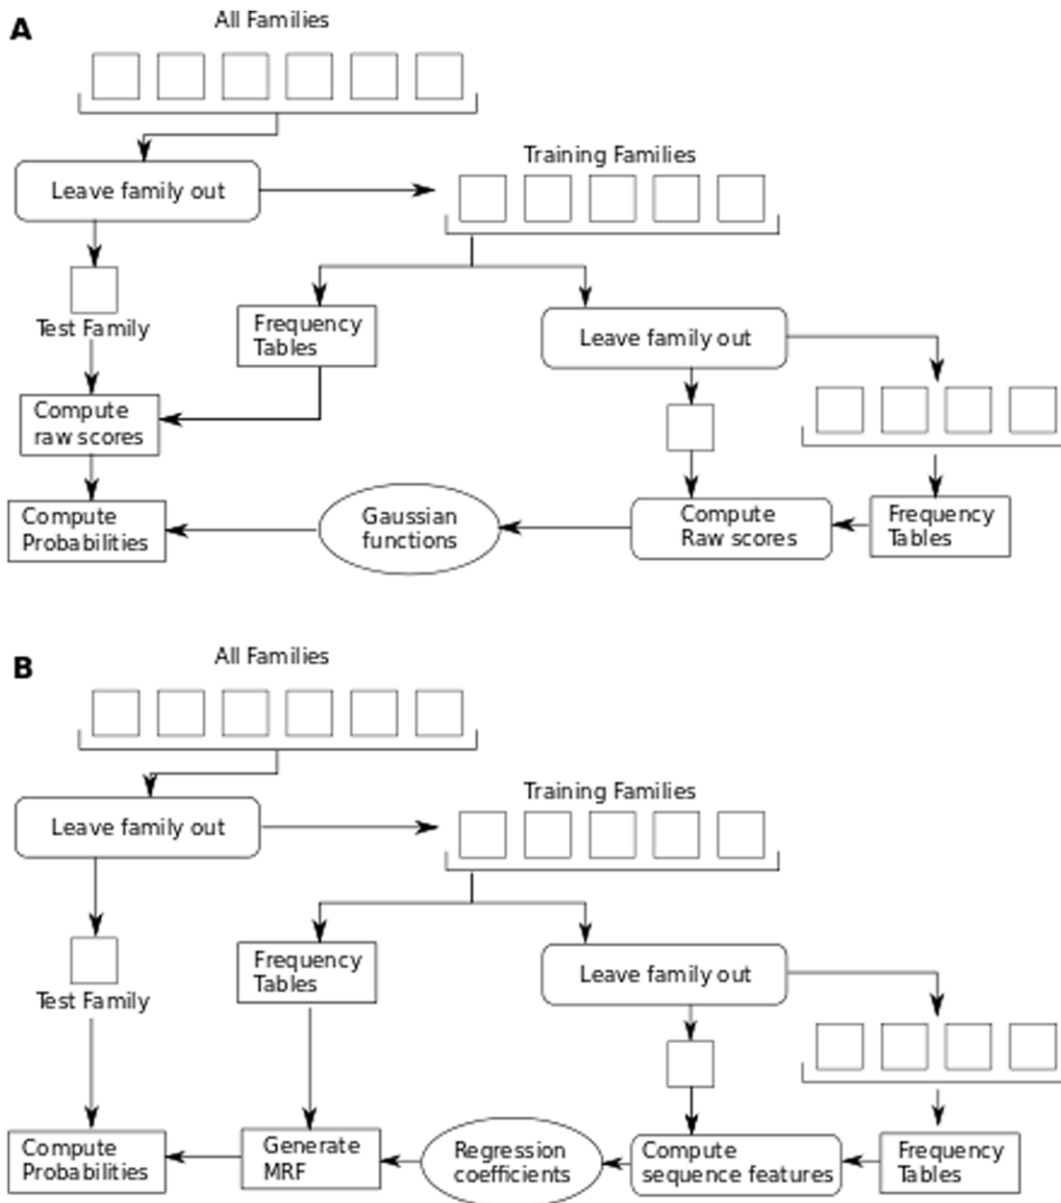 A
All Families
Leave family out
Training Families
Test Family
Frequency
Tables
Leave family out
Compute
raw scores
Compute
Probabilities
Gaussian
functions
Compute
Raw scores
Frequency
Tables
B
All Families
Leave family out
Training Families
Test Family
Frequency
Tables
Leave family out
Compute
Probabilities
Generate
MRF
Regression
coefficients
Compute
sequence features
Frequency
Tables